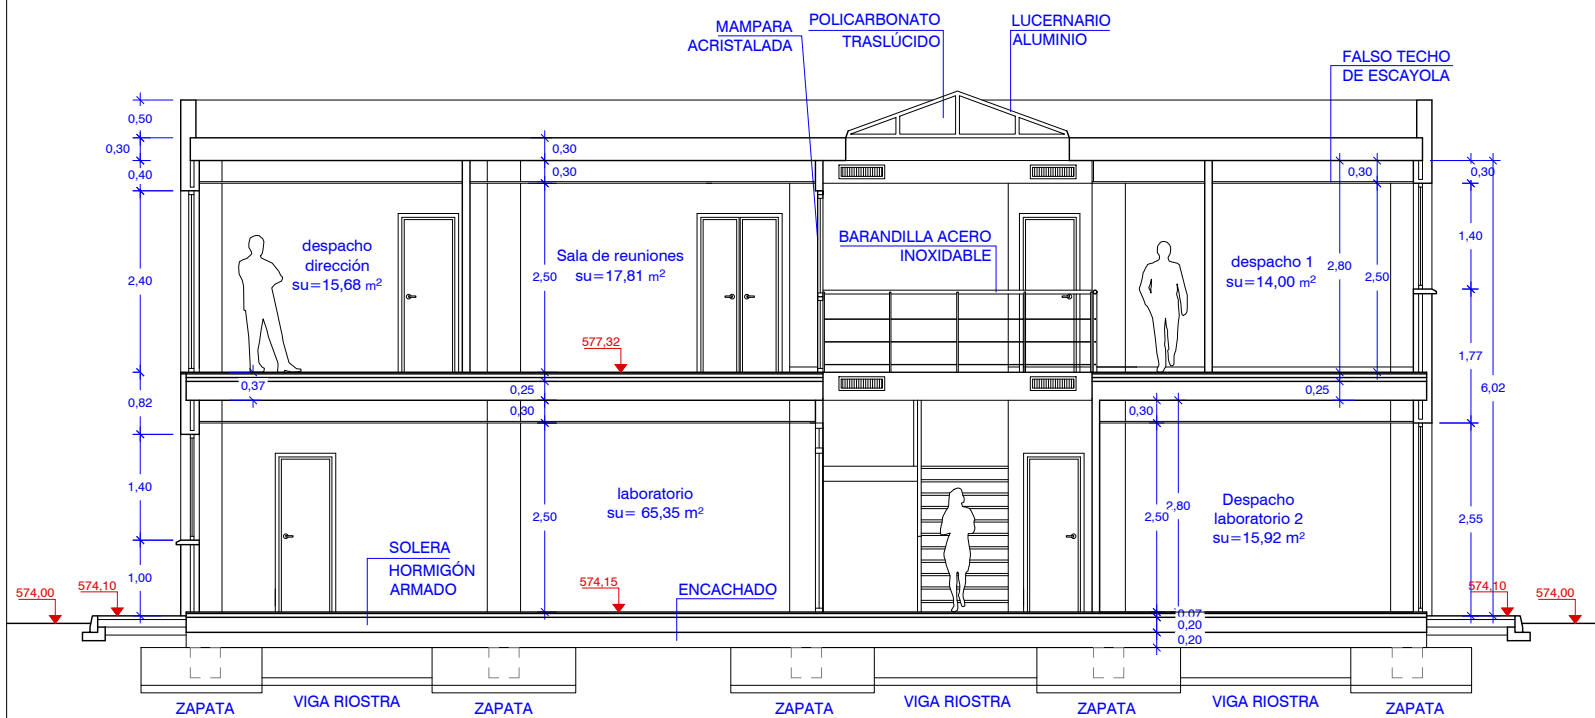 POLICARBONATO
TRASLÚCIDO
LUCERNARIO
ALUMINIO
MAMPARA
ACRISTALADA
FALSO TECHO
DE ESCAYOLA
0,50
0,30
0,40
2,40
0,82
1,40
1,00
0,30
0,30
2,50
0,37
0,25
0,30
2,50
despacho
dirección
su=15,68 m²
Sala de reuniones
su=17,81 m²
577,32
BARANDILLA ACERO
INOXIDABLE
despacho 1
su=14,00 m²
0,30
2,80
2,50
0,25
0,30
1,40
1,77
6,02
2,55
0,30
2,80
2,50
laboratorio
su= 65,35 m²
Despacho
laboratorio 2
su=15,92 m²
SOLERA
HORMIGÓN
ARMADO
574,15
ENCACHADO
574,00
574,10
574,10
574,00
0,07
0,20
0,20
ZAPATA
VIGA RIOSTRA
ZAPATA
ZAPATA
VIGA RIOSTRA
ZAPATA
VIGA RIOSTRA
ZAPATA